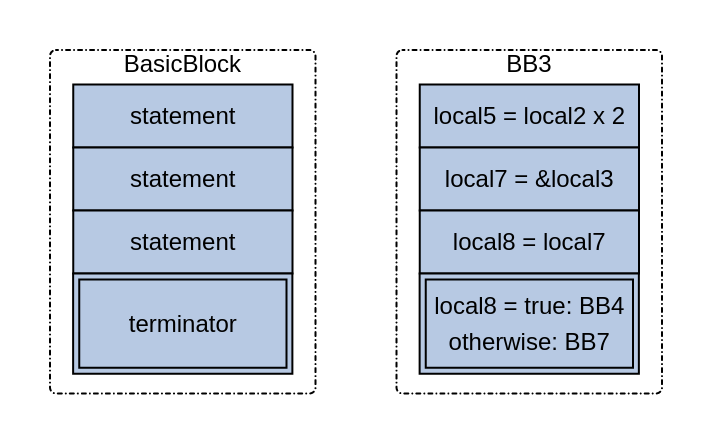 BasicBlock
statement
statement
statement
terminator
BB3
local5 = local2 x 2
local7 = &local3
local8 = local7
local8 = true: BB4
otherwise: BB7